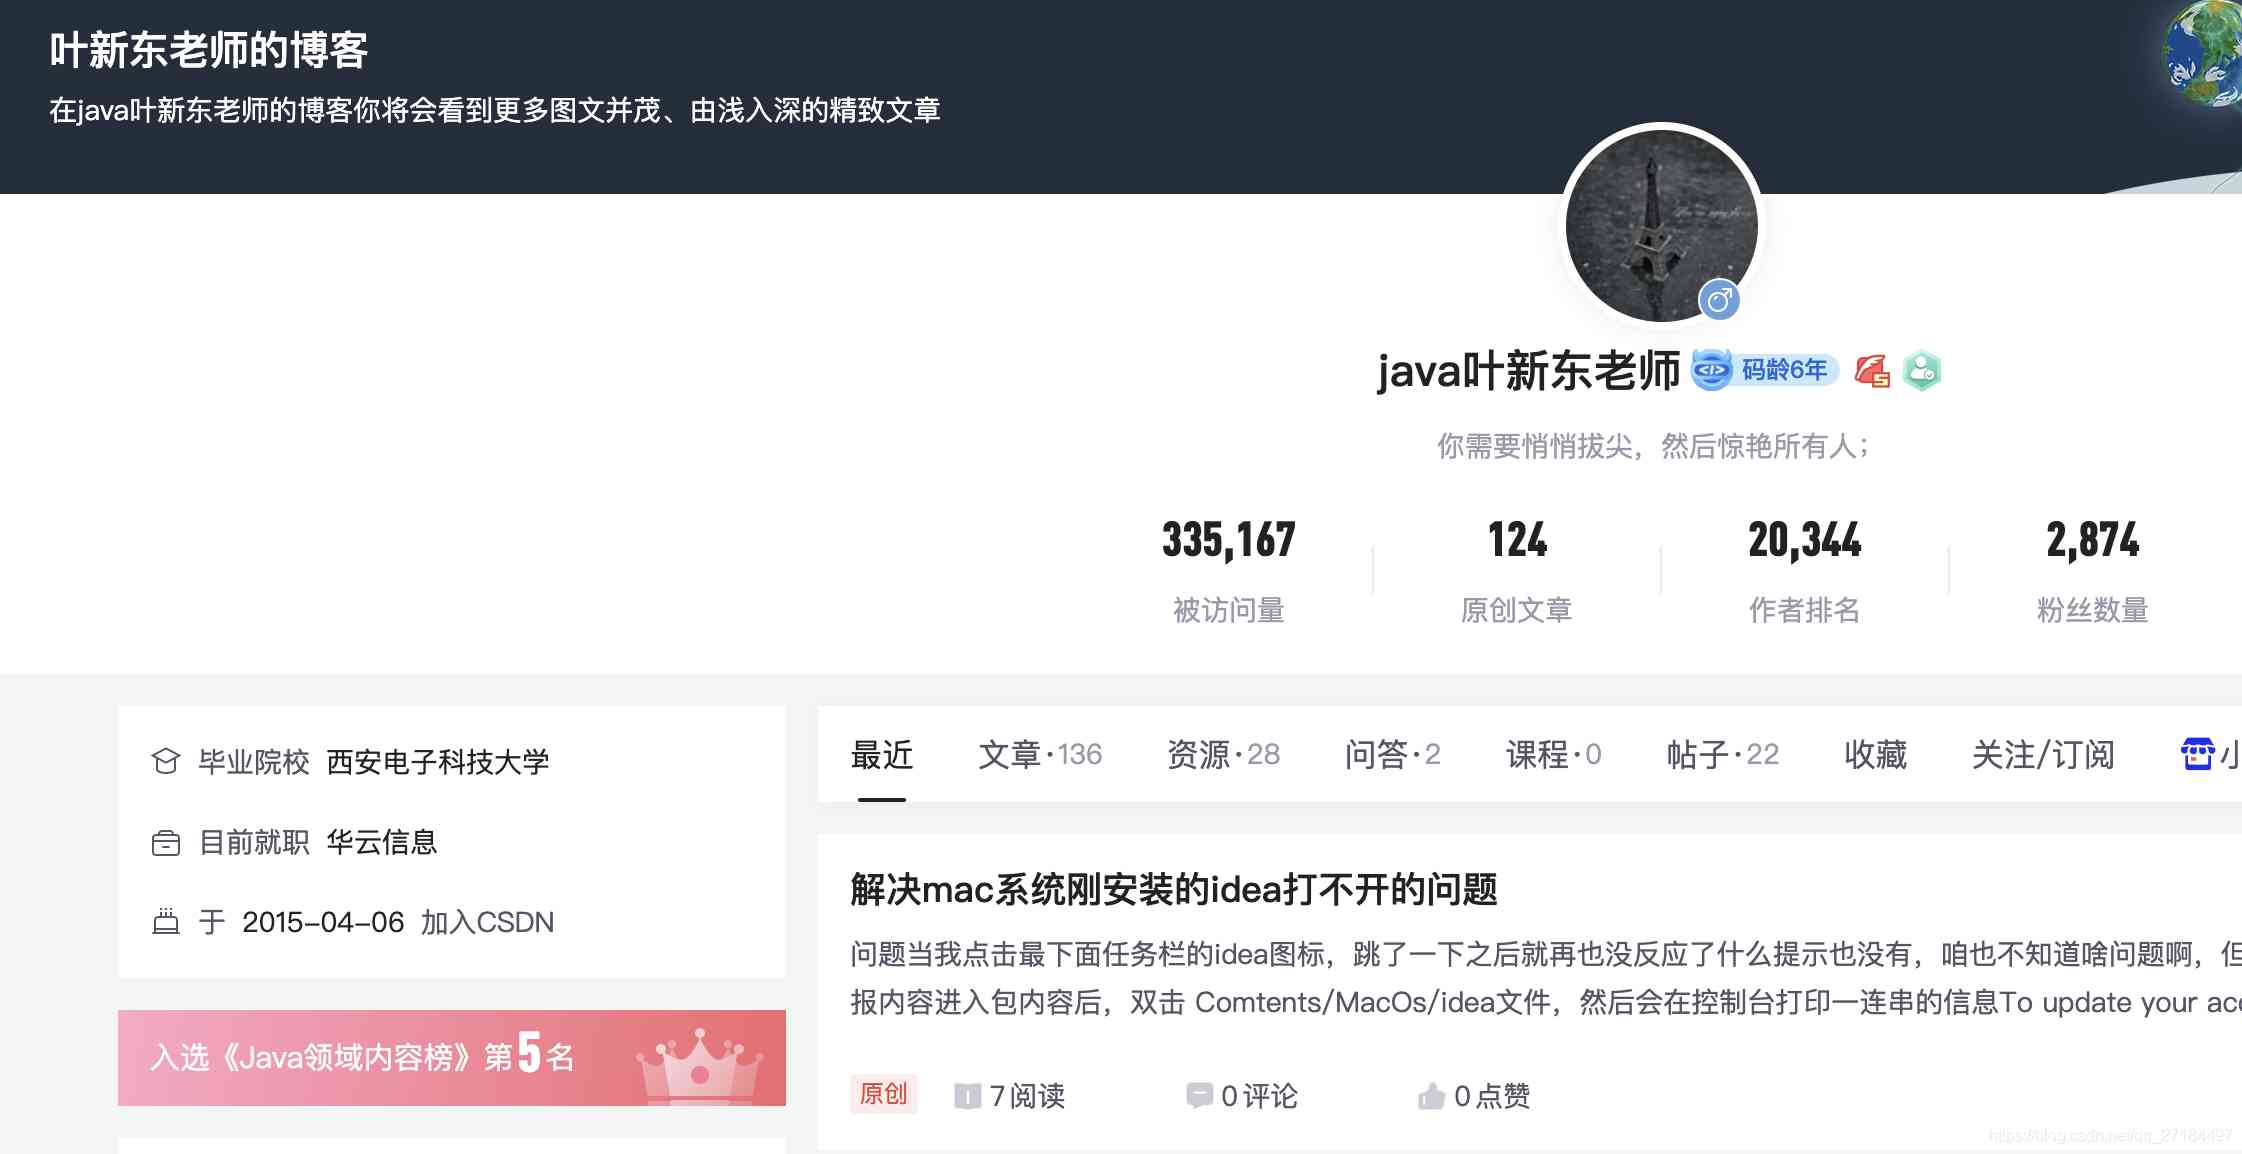 叶新东老师的博客
在java叶新东老师的博客你将会看到更多图文并茂、由浅入深的精致文章
java叶新东老师 码龄6年 5
你需要悄悄拔尖，然后惊艳所有人；
335,167 124 20,344 2,874
被访问量 原创文章 作者排名 粉丝数量
毕业院校 西安电子科技大学
目前就职 华云信息
于 2015-04-06 加入CSDN
入选《Java领域内容榜》第5名
最近 文章·136 资源·28 问答·2 课程·0 帖子·22 收藏 关注/订阅 小
解决mac系统刚安装的idea打不开的问题
问题当我点击最下面任务栏的idea图标，跳了一下之后就再也没反应了什么提示也没有，咱也不知道啥问题啊，但
报内容进入包内容后，双击 Comtents/MacOs/idea文件，然后会在控制台打印一连串的信息To update your acc
原创 7阅读 0评论 0点赞
https://blog.csdn.net/qq_27184497